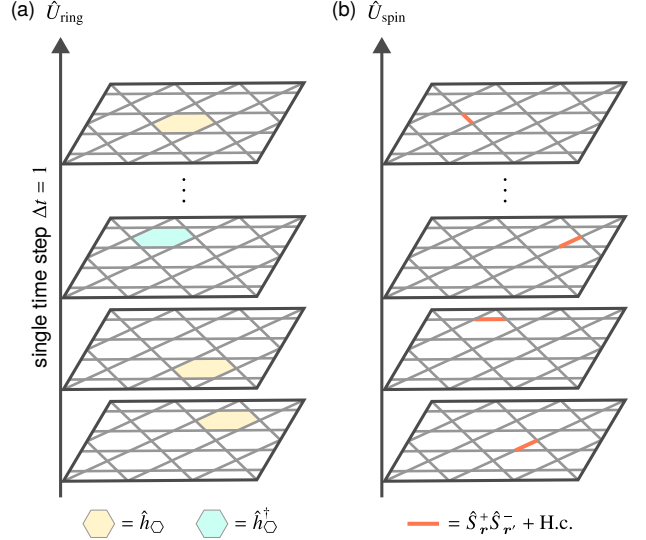 (a) Û_ring
(b) Û_spin
single time step Δt = 1
⋮
⋮
= ĥ_⎔
= ĥ_⎔^†
= Ŝ_r^+ Ŝ_r′^− + H.c.